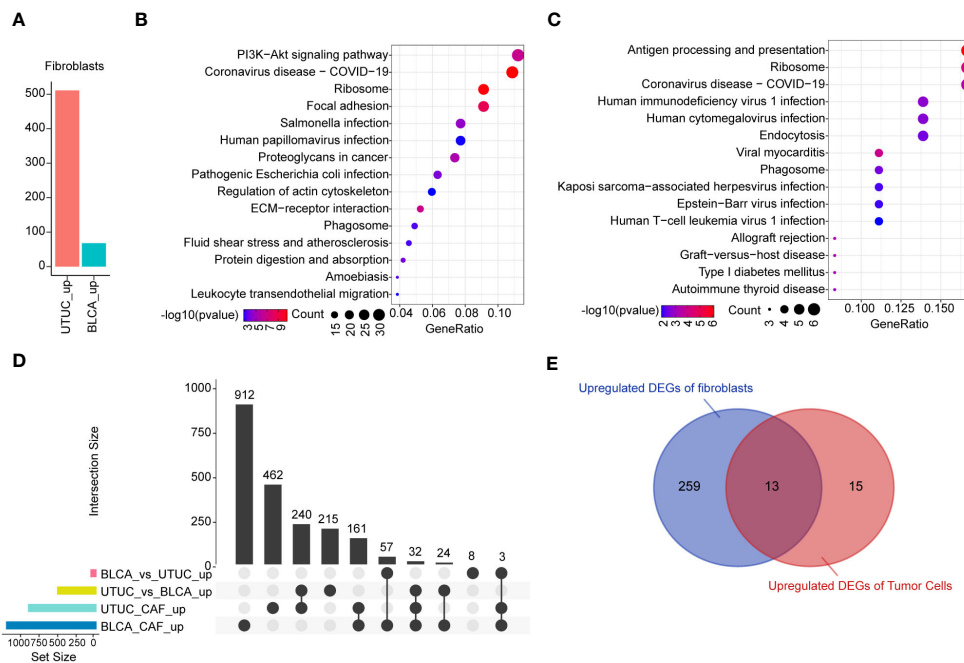 A
Fibroblasts
500
400
300
200
100
0
UTUC_up
BLCA_up
B
PI3K−Akt signaling pathway
Coronavirus disease − COVID−19
Ribosome
Focal adhesion
Salmonella infection
Human papillomavirus infection
Proteoglycans in cancer
Pathogenic Escherichia coli infection
Regulation of actin cytoskeleton
ECM−receptor interaction
Phagosome
Fluid shear stress and atherosclerosis
Protein digestion and absorption
Amoebiasis
Leukocyte transendothelial migration
0.04 0.06 0.08 0.10
GeneRatio
-log10(pvalue)
3 5 7 9
Count
15 20 25 30
C
Antigen processing and presentation
Ribosome
Coronavirus disease − COVID−19
Human immunodeficiency virus 1 infection
Human cytomegalovirus infection
Endocytosis
Viral myocarditis
Phagosome
Kaposi sarcoma−associated herpesvirus infection
Epstein−Barr virus infection
Human T−cell leukemia virus 1 infection
Allograft rejection
Graft−versus−host disease
Type I diabetes mellitus
Autoimmune thyroid disease
0.100 0.125 0.150
GeneRatio
-log10(pvalue)
2 3 4 5 6
Count
3 4 5 6
D
Intersection Size
1000
750
500
250
0
912 462 240 215 161 57 32 24 8 3
BLCA_vs_UTUC_up
UTUC_vs_BLCA_up
UTUC_CAF_up
BLCA_CAF_up
1000 750 500 250 0
Set Size
E
Upregulated DEGs of fibroblasts
259 13 15
Upregulated DEGs of Tumor Cells